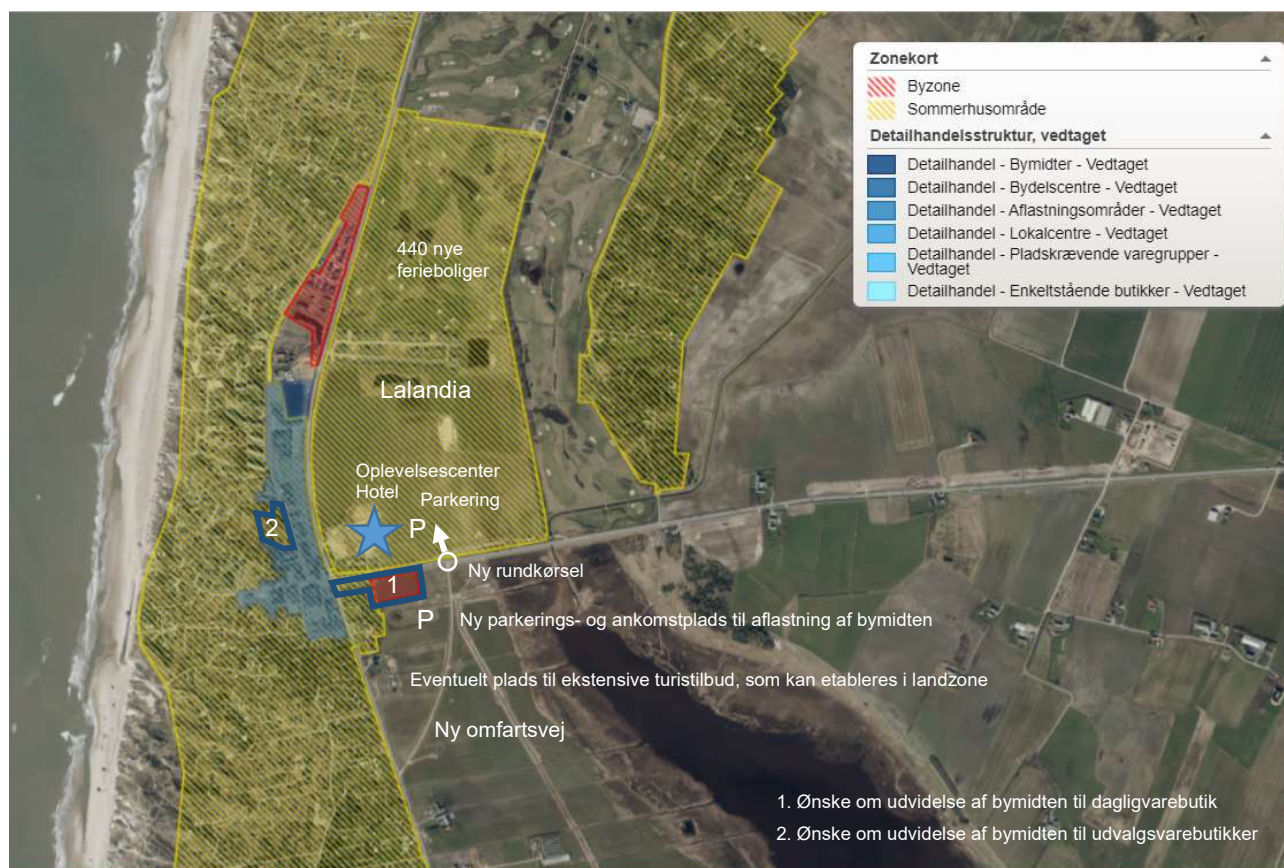 Zonekort
Byzone
Sommerhusområde
Detailhandelsstruktur, vedtaget
Detailhandel - Bymidter - Vedtaget
Detailhandel - Bydelscentre - Vedtaget
Detailhandel - Aflastningsområder - Vedtaget
Detailhandel - Lokalcentre - Vedtaget
Detailhandel - Pladskrævende varegrupper -
Vedtaget
Detailhandel - Enkeltstående butikker - Vedtaget
440 nye
ferieboliger
Lalandia
Oplevelsescenter
Hotel
Parkering
P
2
Ny rundkørsel
1
P
Ny parkerings- og ankomstplads til aflastning af bymidten
Eventuelt plads til ekstensive turistilbud, som kan etableres i landzone
Ny omfartsvej
1. Ønske om udvidelse af bymidten til dagligvarebutik
2. Ønske om udvidelse af bymidten til udvalgsvarebutikker